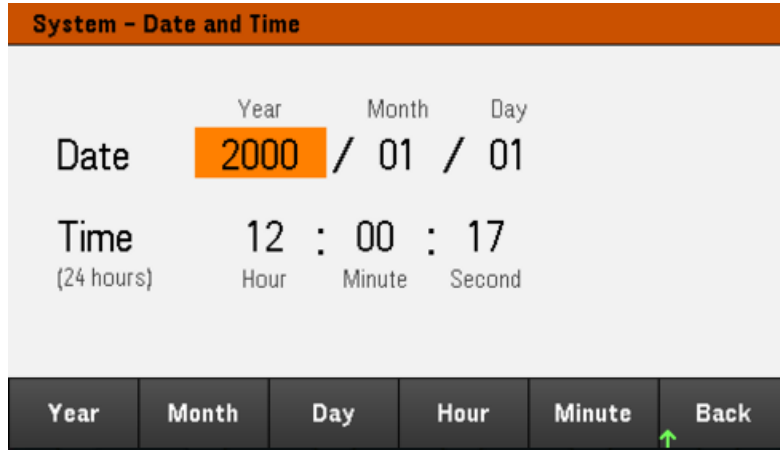 System – Date and Time
Year Month Day
Date 2000 / 01 / 01
Time 12 : 00 : 17
(24 hours) Hour Minute Second
Year Month Day Hour Minute Back